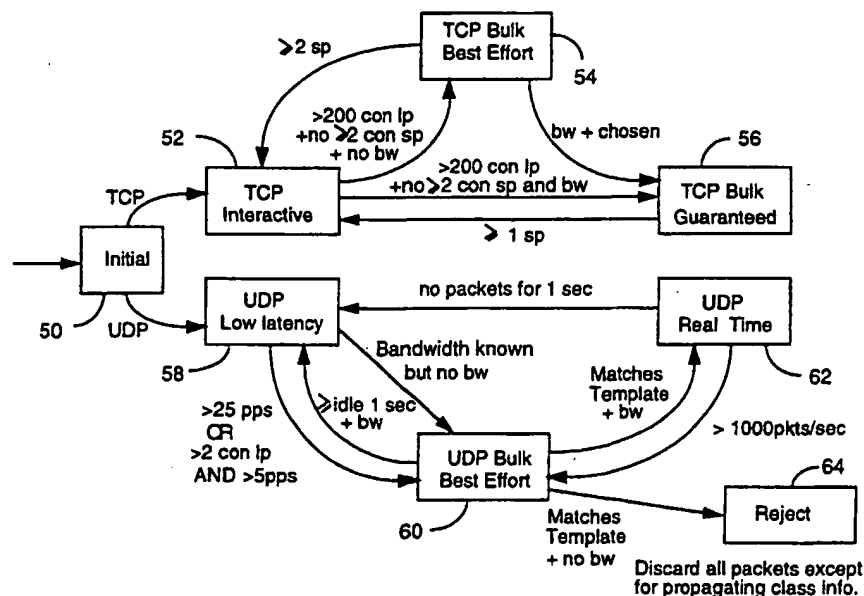 TCP Bulk
Best Effort
54
⩾2 sp
>200 con lp
+no ⩾2 con sp
+ no bw
bw + chosen
52
56
TCP
TCP
Interactive
>200 con lp
+no⩾2 con sp and bw
TCP Bulk
Guaranteed
⩾ 1 sp
Initial
50
UDP
UDP
Low latency
58
no packets for 1 sec
UDP
Real Time
62
Bandwidth known
but no bw
⩾idle 1 sec
+ bw
Matches
Template
+ bw
>25 pps
OR
>2 con lp
AND >5pps
> 1000pkts/sec
UDP Bulk
Best Effort
60
64
Reject
Matches
Template
+ no bw
Discard all packets except
for propagating class info.